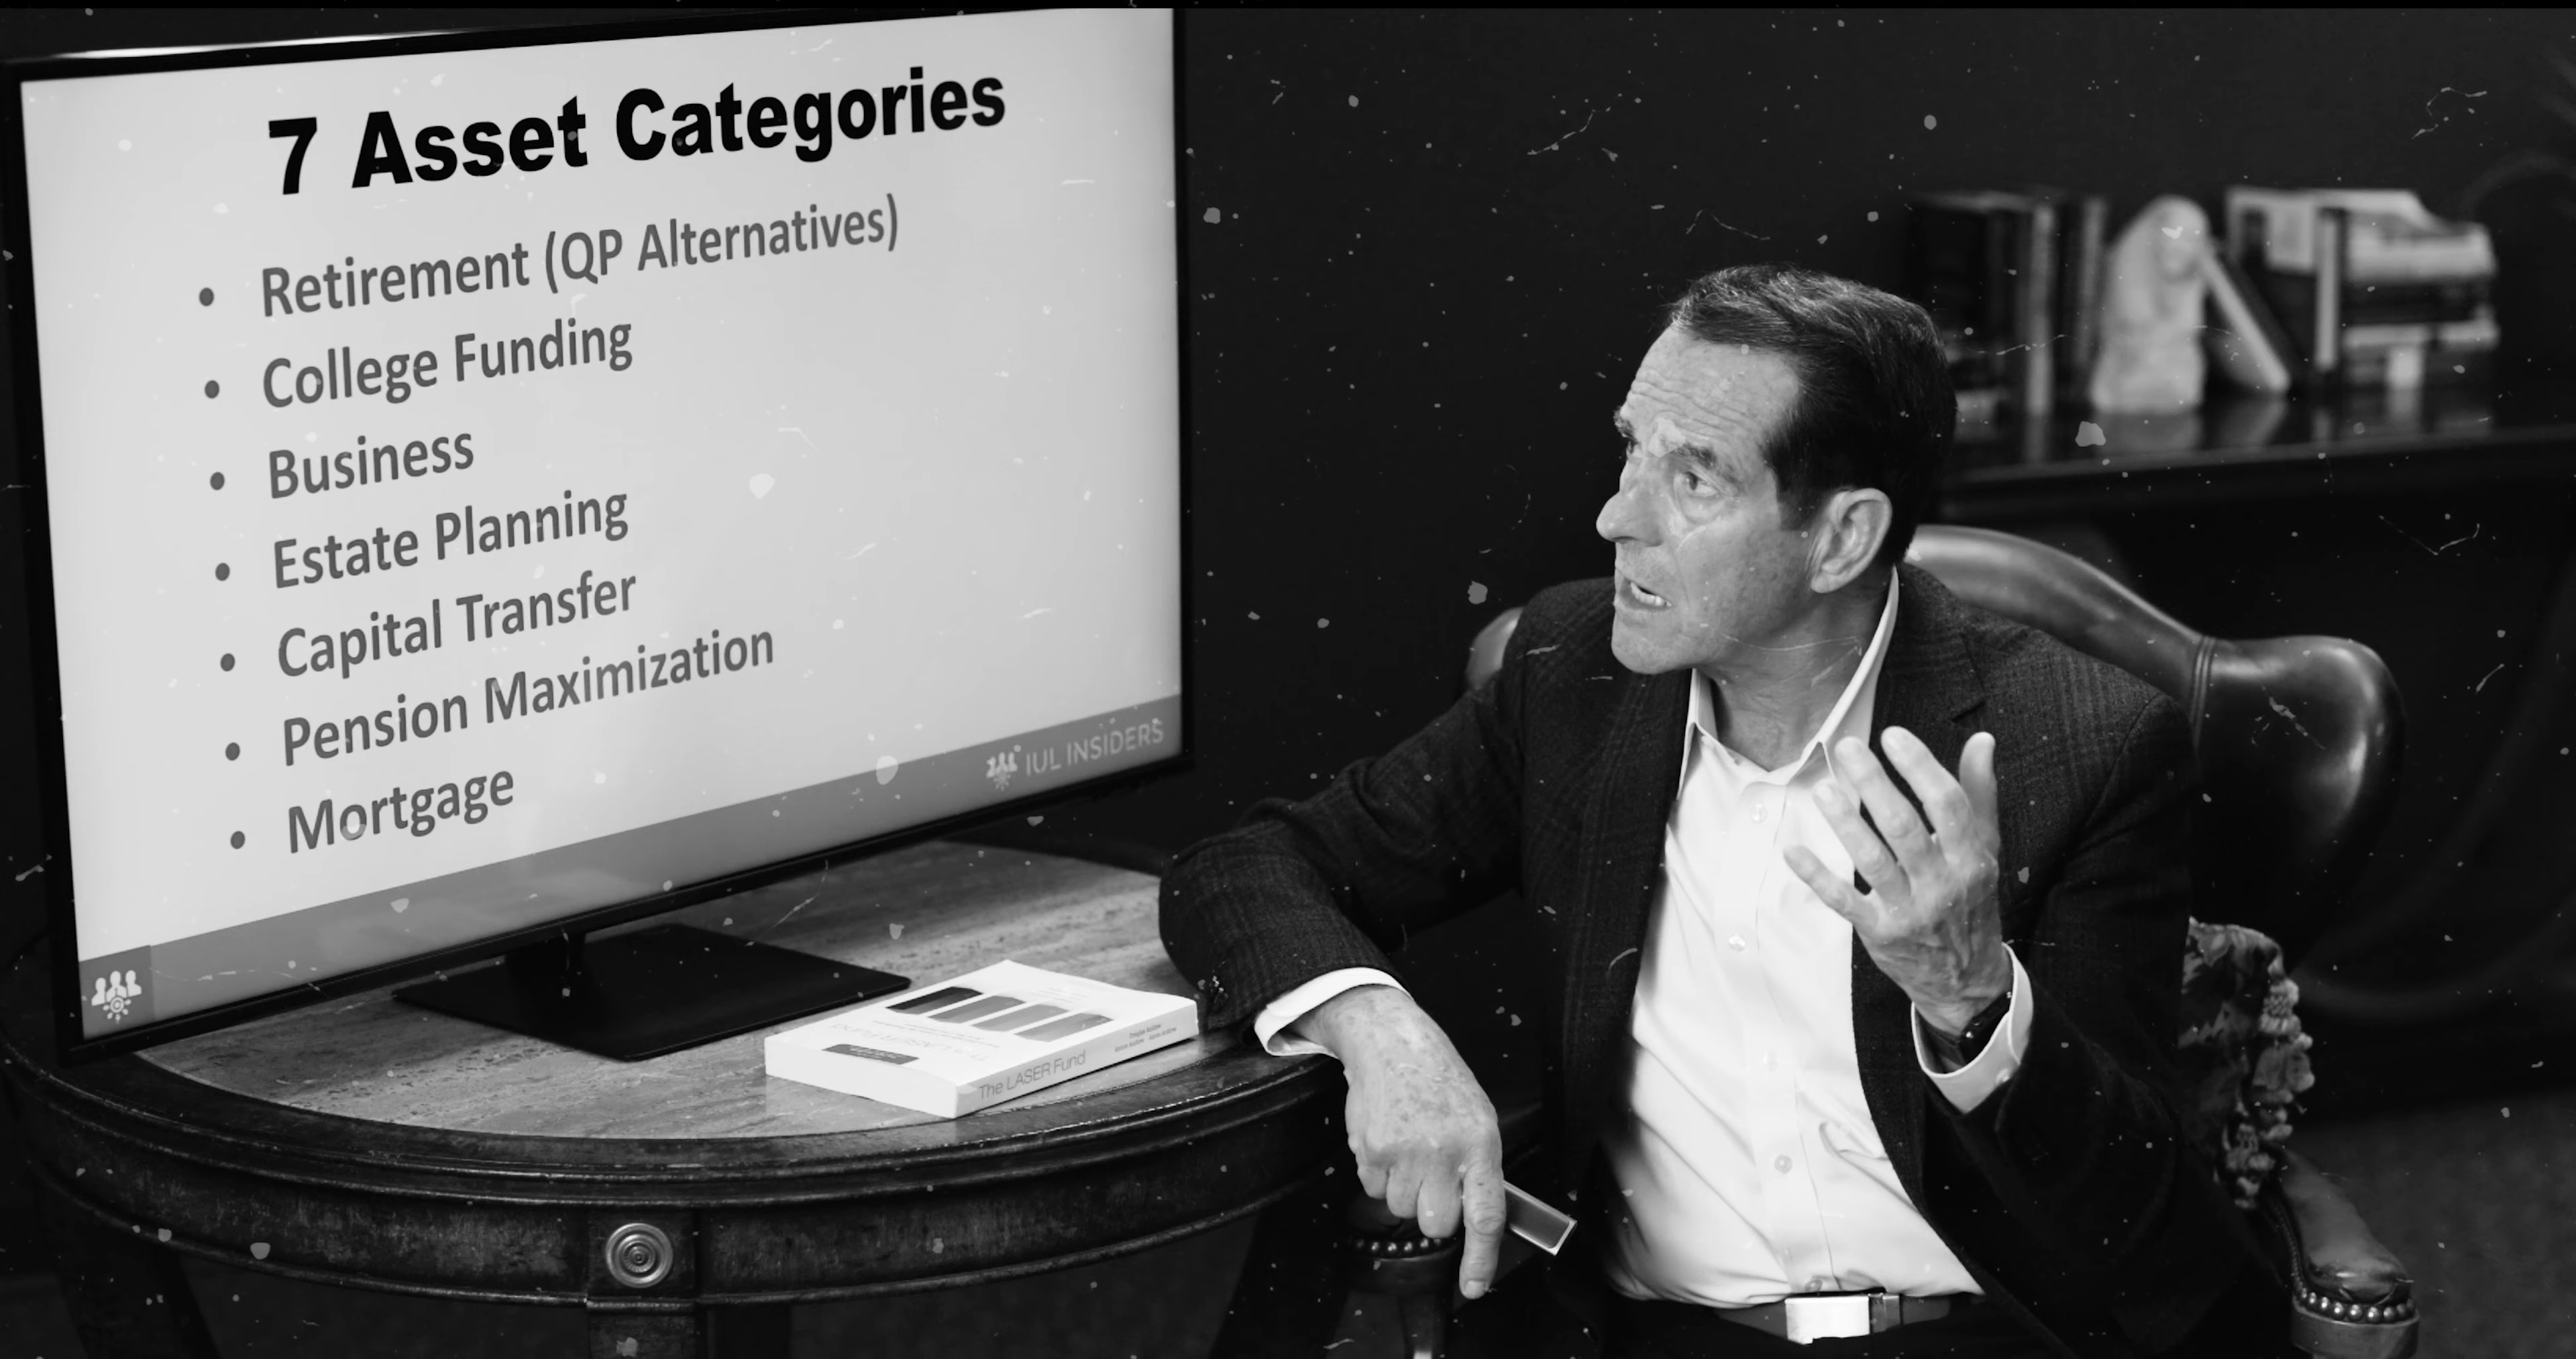 7 Asset Categories
• Retirement (QP Alternatives)
• College Funding
• Business
• Estate Planning
• Capital Transfer
• Pension Maximization
• Mortgage
IUL INSIDERS
The LASER Fund